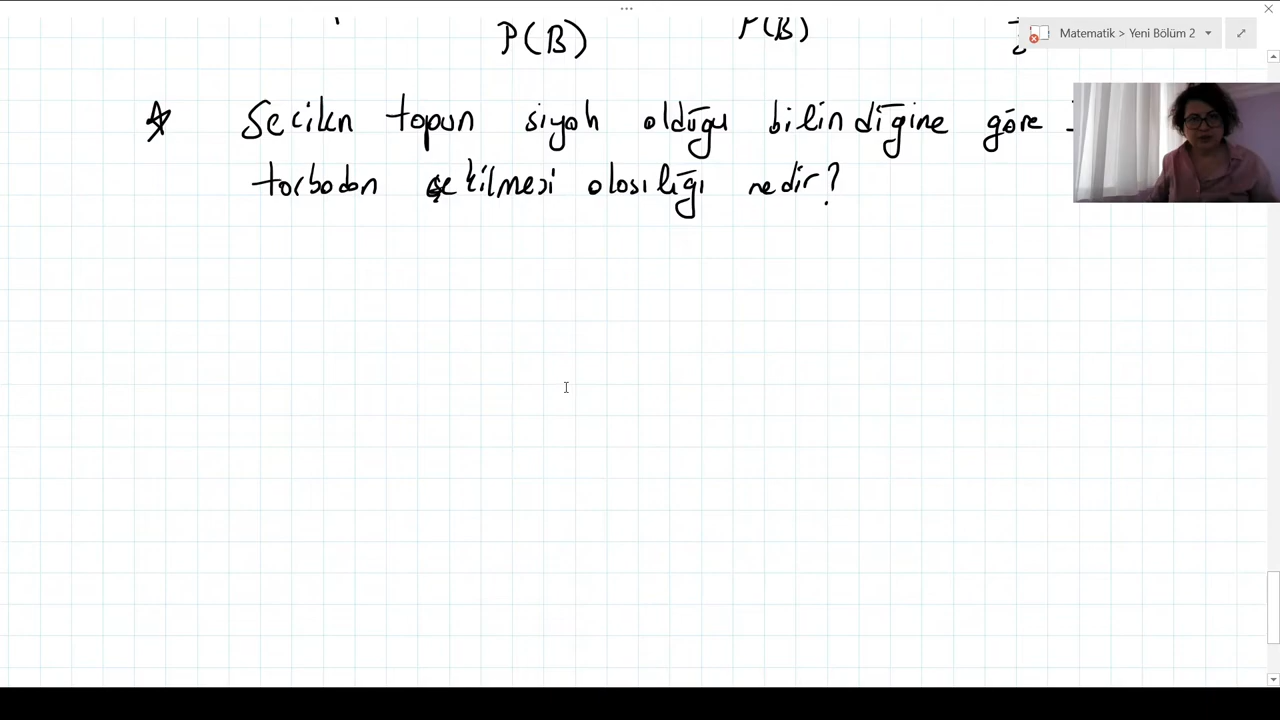 P(B) P(B)
Matematik > Yeni Bölüm 2
☆ Seçilen topun siyah olduğu bilindiğine göre
torbadan çekilmesi olasılığı nedir?